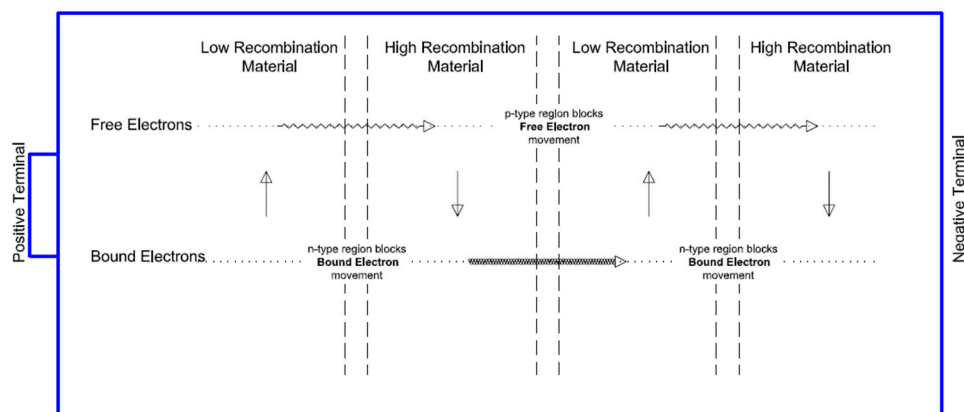 Low Recombination
Material
High Recombination
Material
Low Recombination
Material
High Recombination
Material
Free Electrons
p-type region blocks
Free Electron
movement
Positive Terminal
Negative Terminal
Bound Electrons
n-type region blocks
Bound Electron
movement
n-type region blocks
Bound Electron
movement